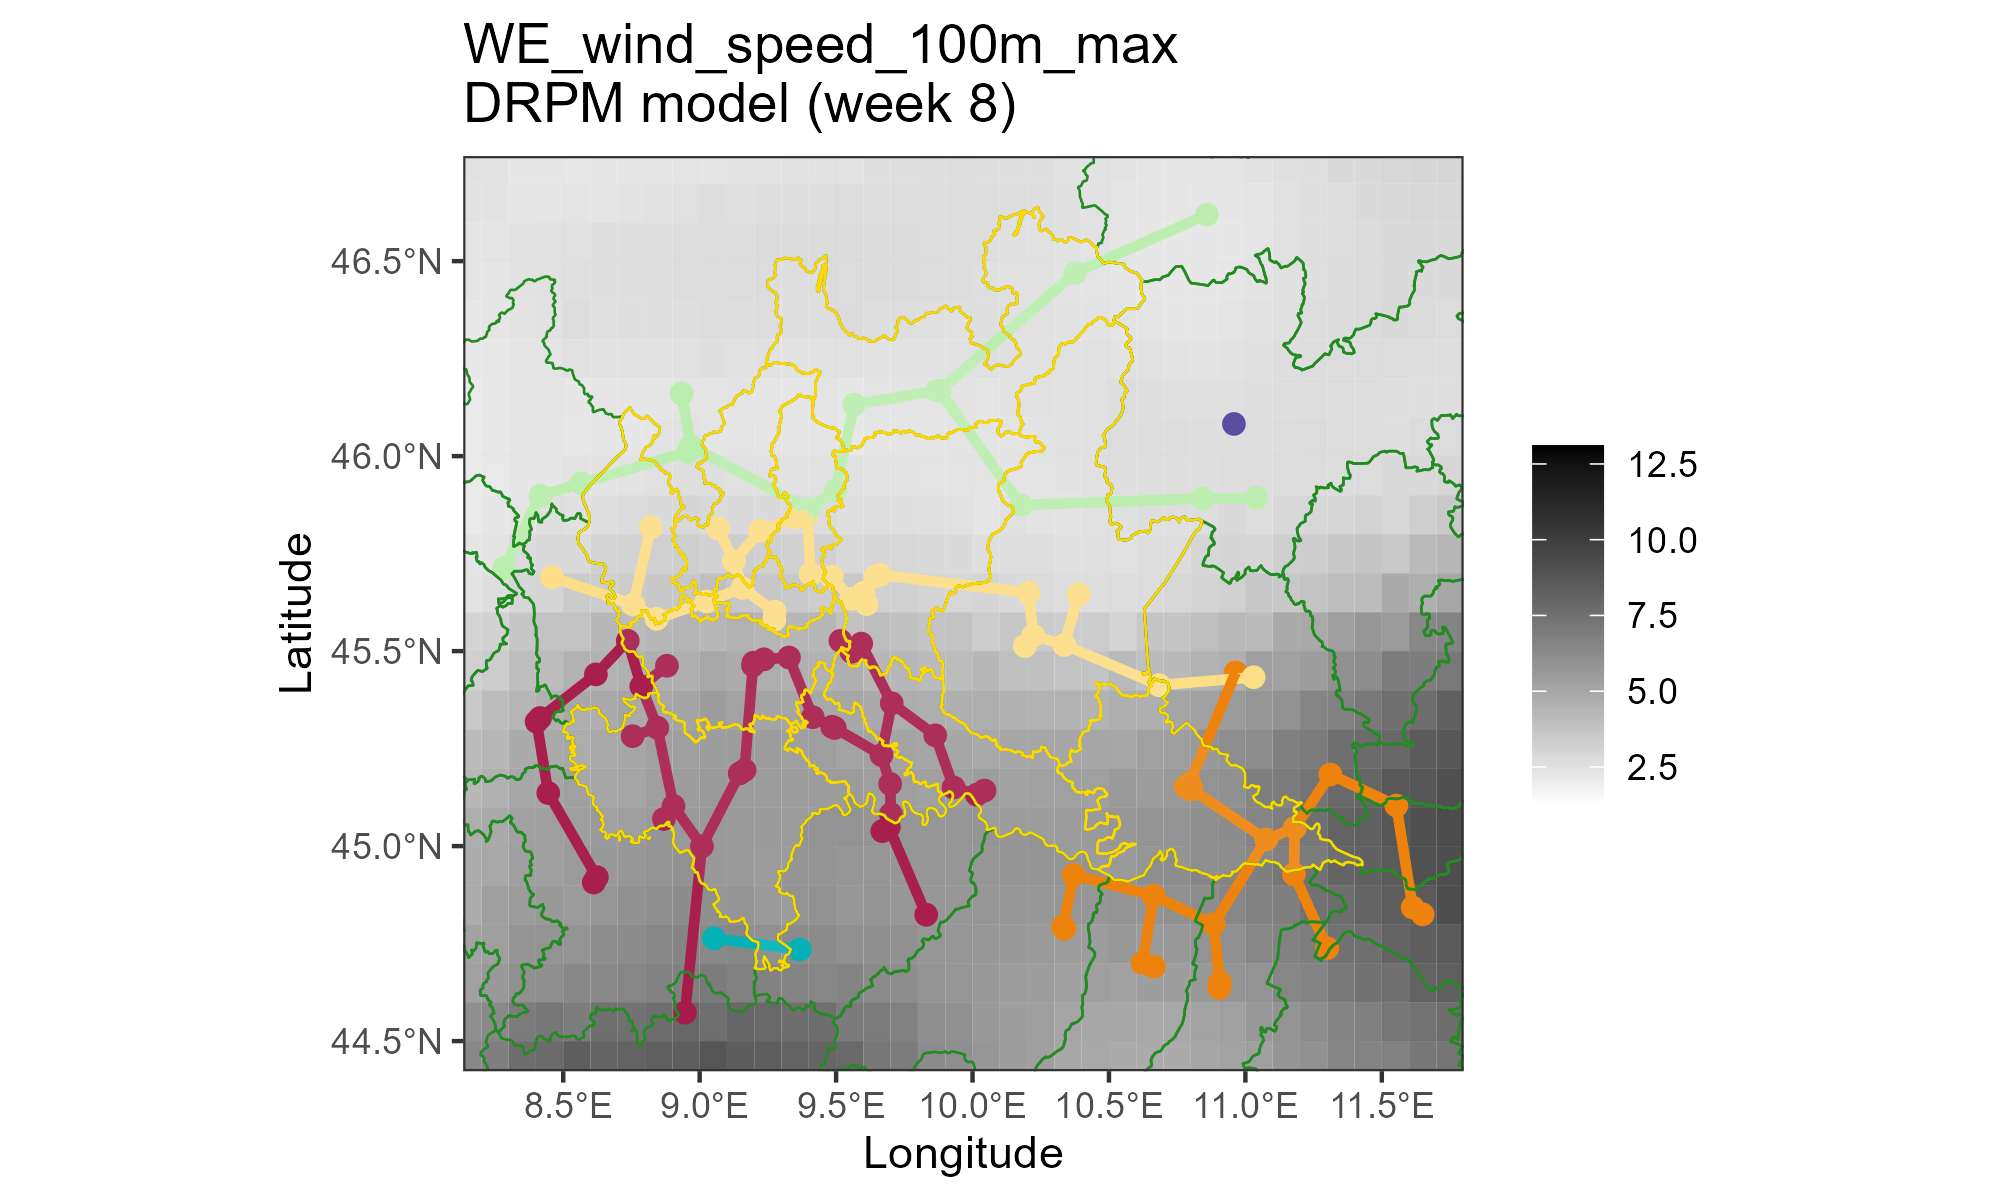 WE_wind_speed_100m_max
DRPM model (week 8)
Latitude
46.5°N
46.0°N
45.5°N
45.0°N
44.5°N
8.5°E
9.0°E
9.5°E
10.0°E
10.5°E
11.0°E
11.5°E
Longitude
12.5
10.0
7.5
5.0
2.5